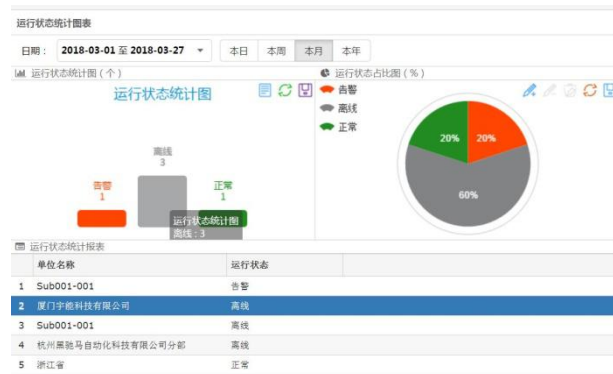 运行状态统计图表
日期： 2018-03-01 至 2018-03-27 本日 本周 本月 本年
运行状态统计图（个）
运行状态占比图（%）
运行状态统计图
告警
离线
正常
离线
3
告警
1
正常
1
运行状态统计图
离线 : 3
20%
20%
60%
运行状态统计报表
单位名称 运行状态
1 Sub001-001 告警
2 厦门宇能科技有限公司 离线
3 Sub001-001 离线
4 杭州黑驰马自动化科技有限公司分部 离线
5 浙江省 正常